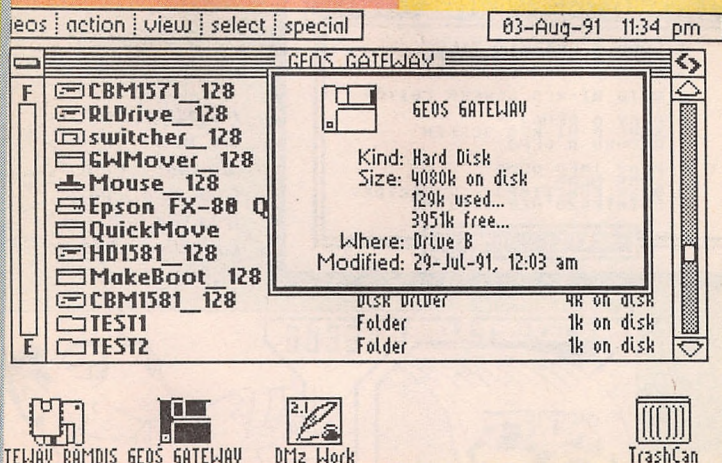 geos action view select special
03-Aug-91 11:34 pm
GEOS GATEWAY
F
CBM1571_128
RLDrive_128
switcher_128
GWMover_128
Mouse_128
Epson FX-80 Q
QuickMove
HD1581_128
MakeBoot_128
CBM1581_128 Disk Driver 4k on disk
TEST1 Folder 1k on disk
E
TEST2 Folder 1k on disk
GEOS GATEWAY
Kind: Hard Disk
Size: 4080k on disk
129k used...
3951k free...
Where: Drive B
Modified: 29-Jul-91, 12:03 am
2.1
GEOS GATEWAY
DMz Work
TrashCan